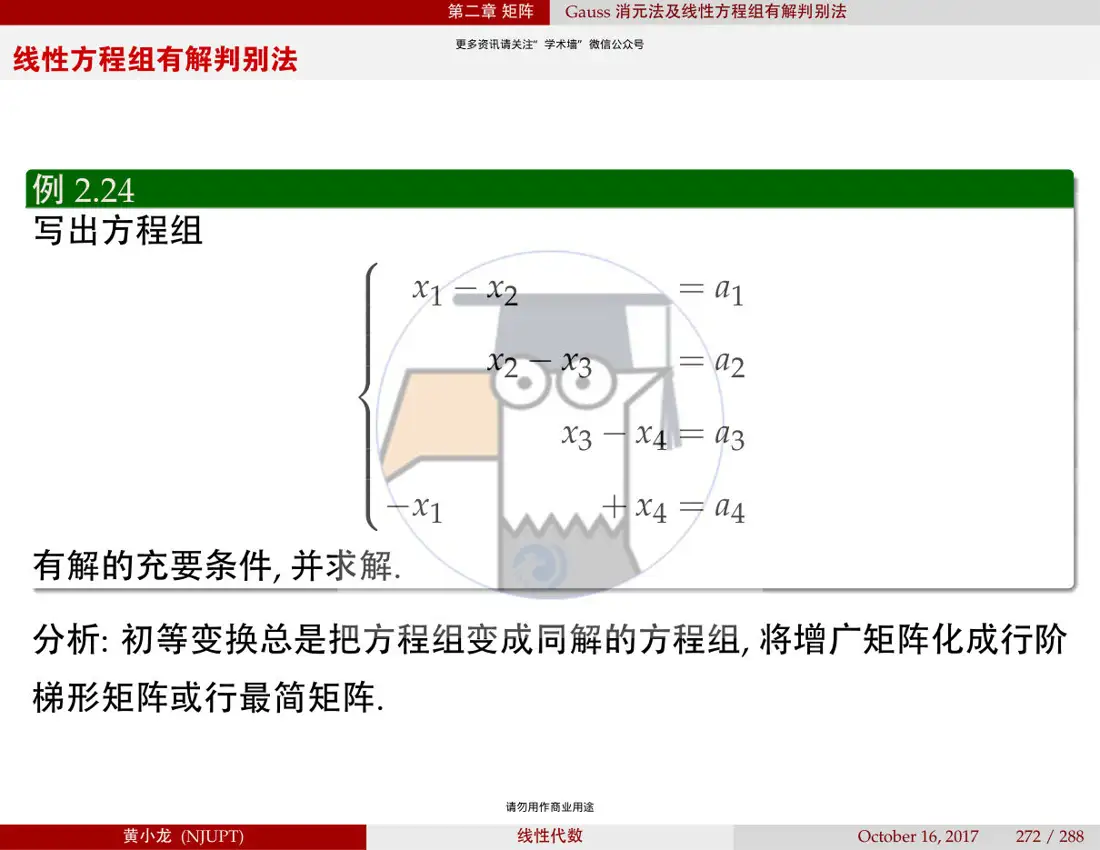 第二章 矩阵 Gauss 消元法及线性方程组有解判别法
更多资讯请关注“学术墙”微信公众号
线性方程组有解判别法
例 2.24
写出方程组
x₁ − x₂ = a₁
x₂ − x₃ = a₂
x₃ − x₄ = a₃
−x₁ + x₄ = a₄
有解的充要条件, 并求解.
分析: 初等变换总是把方程组变成同解的方程组, 将增广矩阵化成行阶
梯形矩阵或行最简矩阵.
请勿用作商业用途
黄小龙 (NJUPT) 线性代数 October 16, 2017 272 / 288